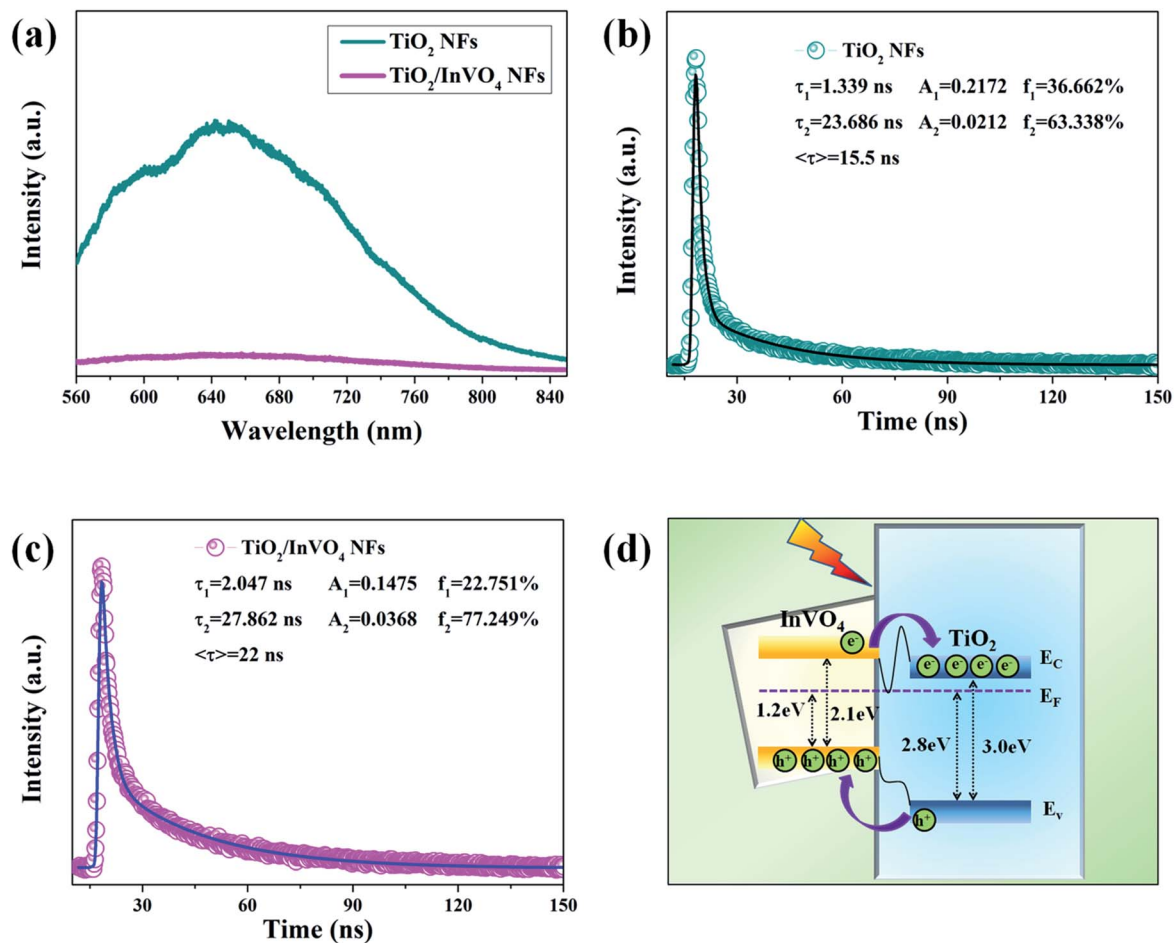 (a)
TiO₂ NFs
TiO₂/InVO₄ NFs
Intensity (a.u.)
560 600 640 680 720 760 800 840
Wavelength (nm)
(b)
TiO₂ NFs
τ₁=1.339 ns A₁=0.2172 f₁=36.662%
τ₂=23.686 ns A₂=0.0212 f₂=63.338%
<τ>=15.5 ns
Intensity (a.u.)
30 60 90 120 150
Time (ns)
(c)
TiO₂/InVO₄ NFs
τ₁=2.047 ns A₁=0.1475 f₁=22.751%
τ₂=27.862 ns A₂=0.0368 f₂=77.249%
<τ>=22 ns
Intensity (a.u.)
30 60 90 120 150
Time (ns)
(d)
InVO₄
TiO₂
e⁻
e⁻ e⁻ e⁻ e⁻
E_C
E_F
1.2eV 2.1eV
2.8eV 3.0eV
h⁺ h⁺ h⁺ h⁺
h⁺
E_v